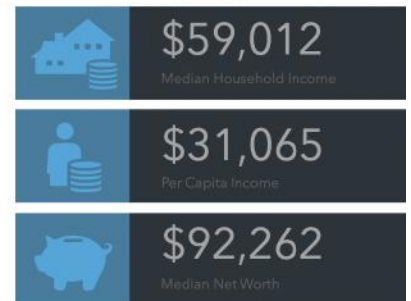 $59,012
Median Household Income
$31,065
Per Capita Income
$92,262
Median Net Worth